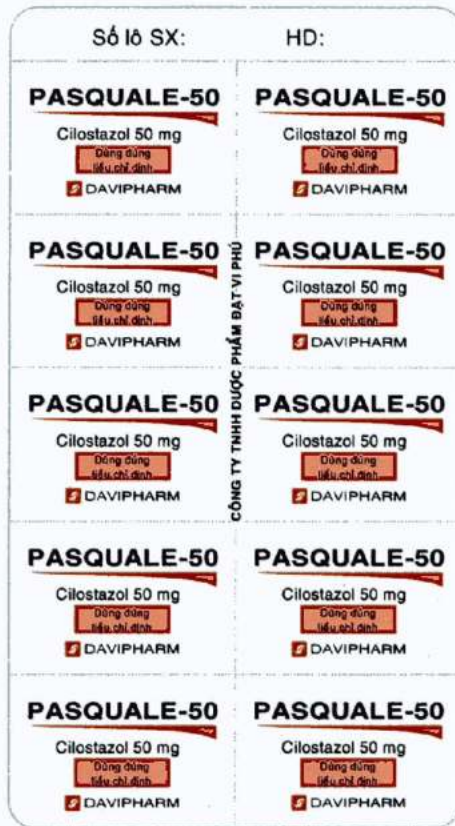 Số lô SX: HD:
PASQUALE-50 PASQUALE-50
Cilostazol 50 mg Cilostazol 50 mg
Dùng đúng Dùng đúng
liều chỉ định liều chỉ định
DAVIPHARM DAVIPHARM
PASQUALE-50 PASQUALE-50
Cilostazol 50 mg Cilostazol 50 mg
Dùng đúng Dùng đúng
liều chỉ định liều chỉ định
DAVIPHARM DAVIPHARM
PASQUALE-50 PASQUALE-50
Cilostazol 50 mg Cilostazol 50 mg
Dùng đúng Dùng đúng
liều chỉ định liều chỉ định
DAVIPHARM DAVIPHARM
PASQUALE-50 PASQUALE-50
Cilostazol 50 mg Cilostazol 50 mg
Dùng đúng Dùng đúng
liều chỉ định liều chỉ định
DAVIPHARM DAVIPHARM
PASQUALE-50 PASQUALE-50
Cilostazol 50 mg Cilostazol 50 mg
Dùng đúng Dùng đúng
liều chỉ định liều chỉ định
DAVIPHARM DAVIPHARM
CÔNG TY TNHH DƯỢC PHẨM ĐẠT VI PHÚ